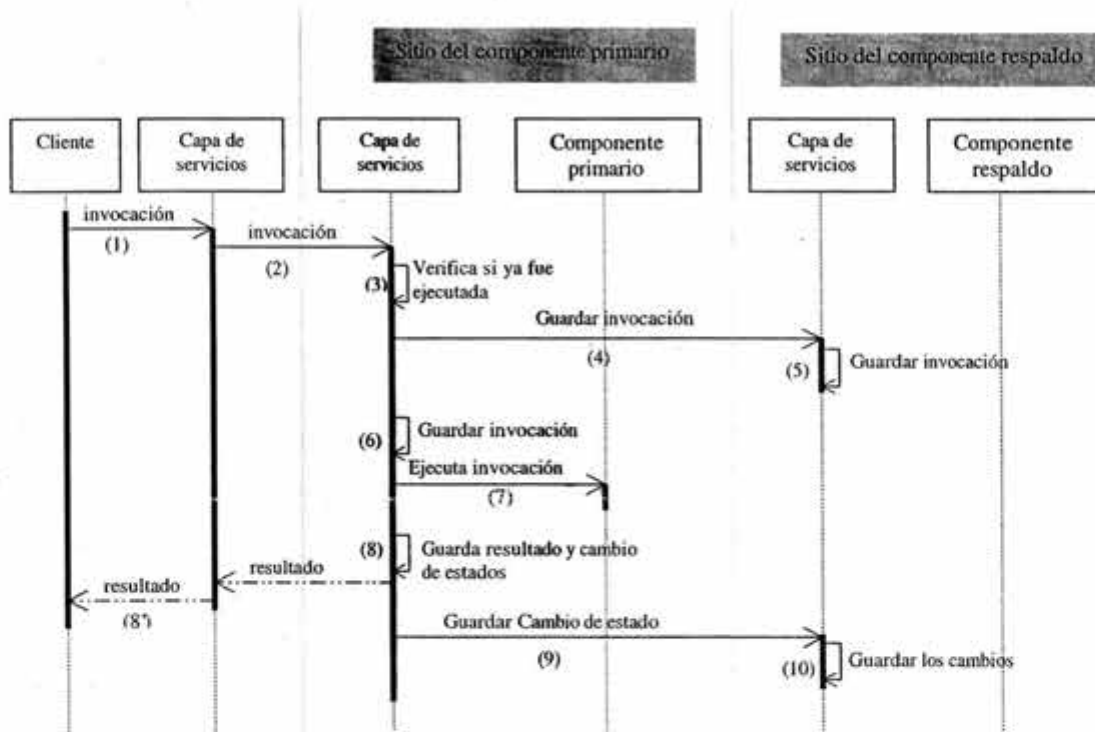 Sitio del componente primario
Sitio del componente respaldo
Cliente
Capa de
servicios
Capa de
servicios
Componente
primario
Capa de
servicios
Componente
respaldo
invocación
(1)
invocación
(2)
(3)
Verifica si ya fue
ejecutada
Guardar invocación
(4)
(5)
Guardar invocación
(6)
Guardar invocación
Ejecuta invocación
(7)
(8)
Guarda resultado y cambio
de estados
resultado
resultado
(8')
Guardar Cambio de estado
(9)
(10)
Guardar los cambios